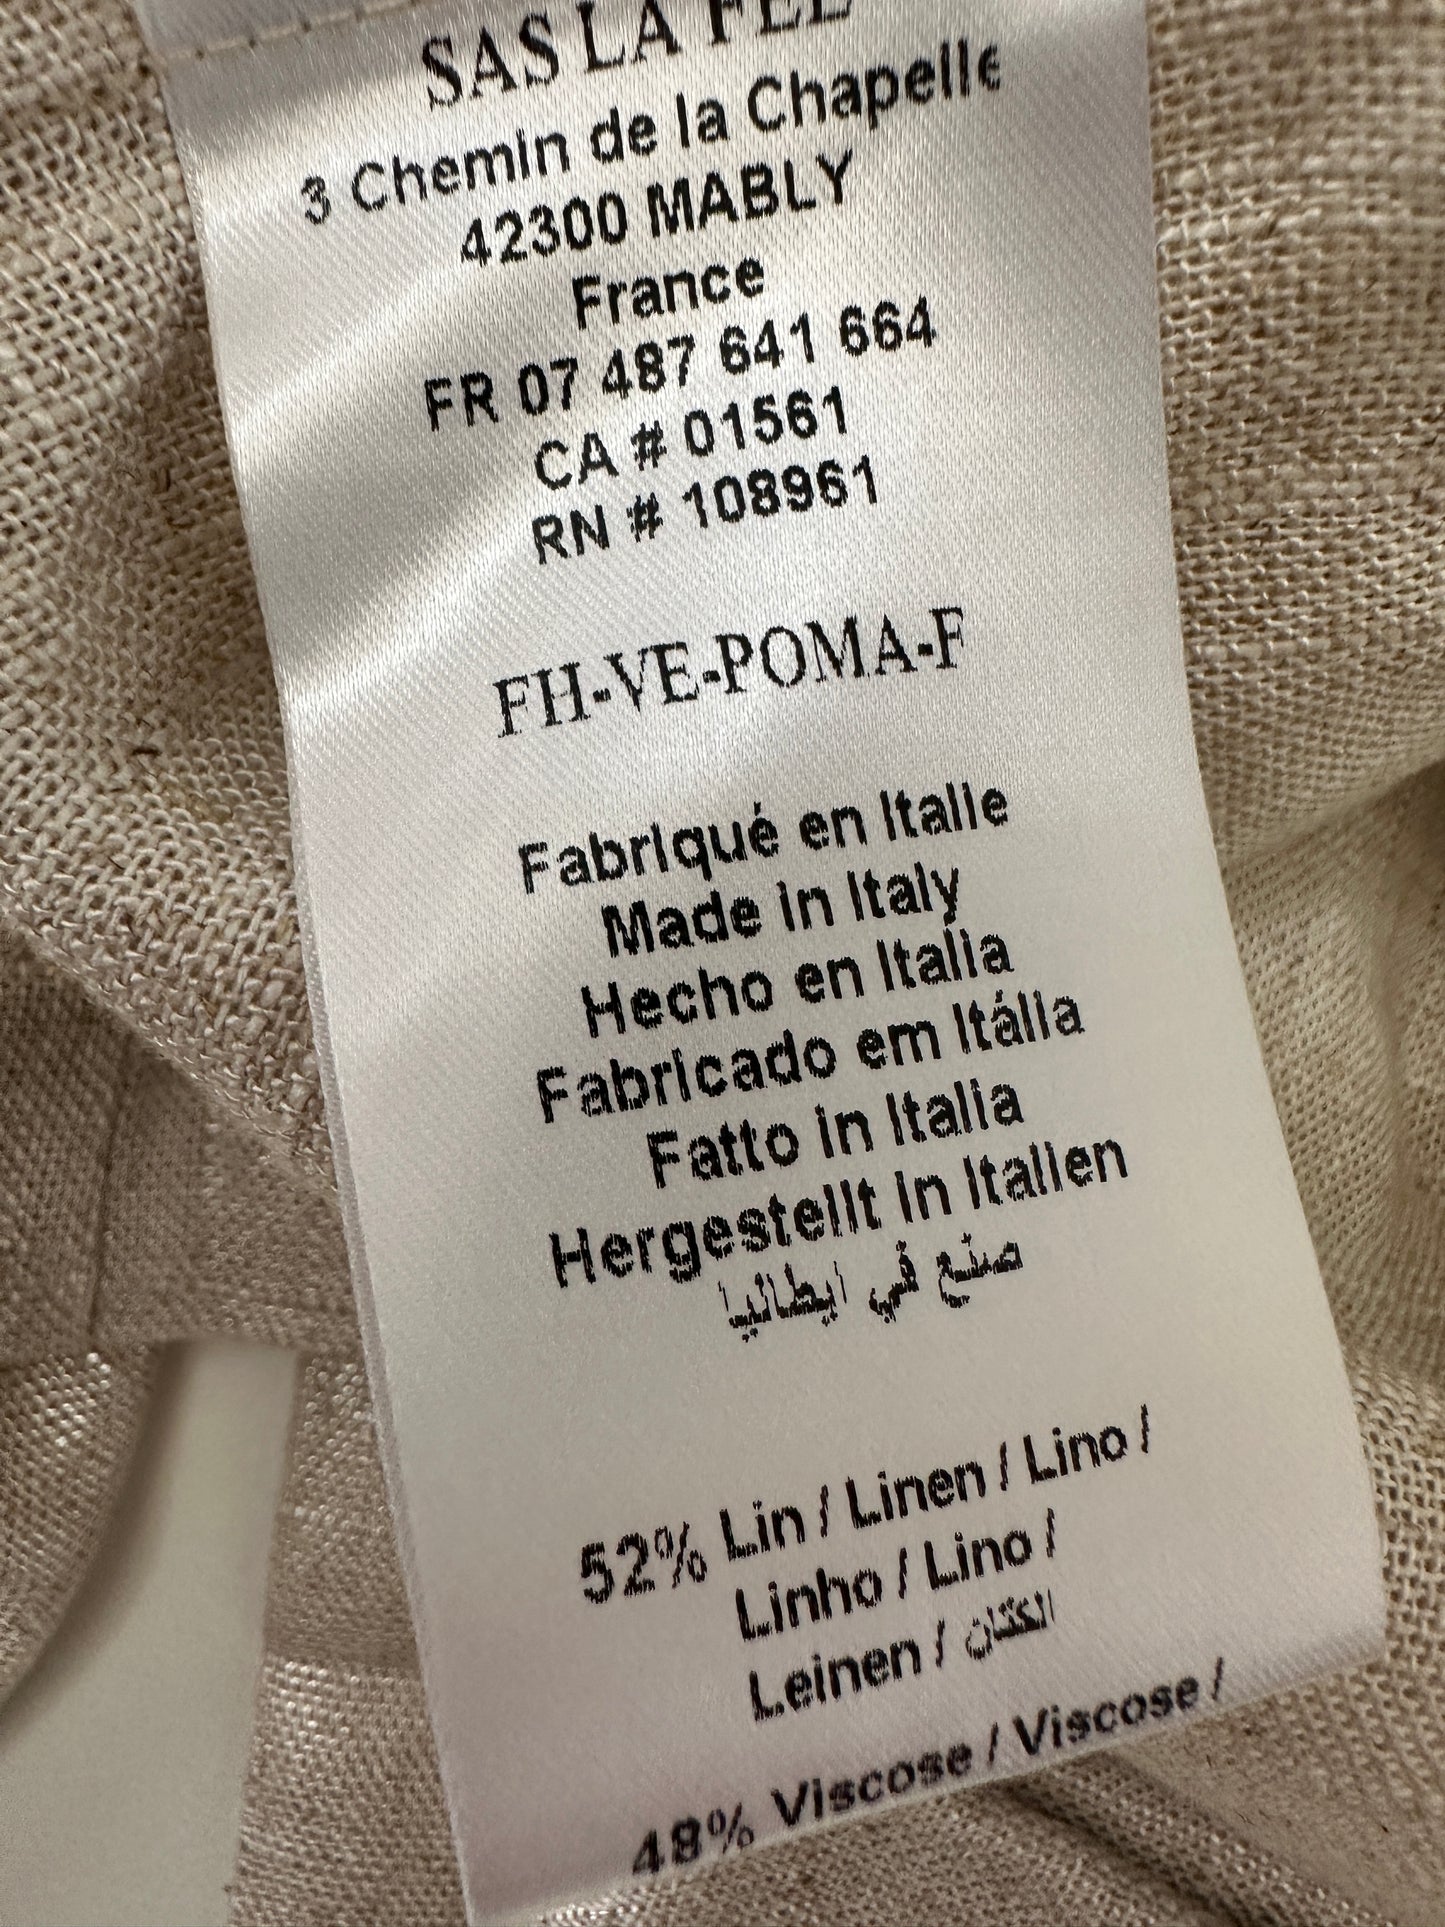 SAS LA FEE
3 Chemin de la Chapelle
42300 MABLY
France
FR 07 487 641 664
CA # 01561
RN # 108961
FH-VE-POMA-F
Fabriqué en Italie
Made in Italy
Hecho en Italia
Fabricado em Itália
Fatto in Italia
Hergestellt in Italien
صنع في ايطاليا
52% Lin / Linen / Lino /
Linho / Lino /
Leinen / الكتان
48% Viscose / Viscose /